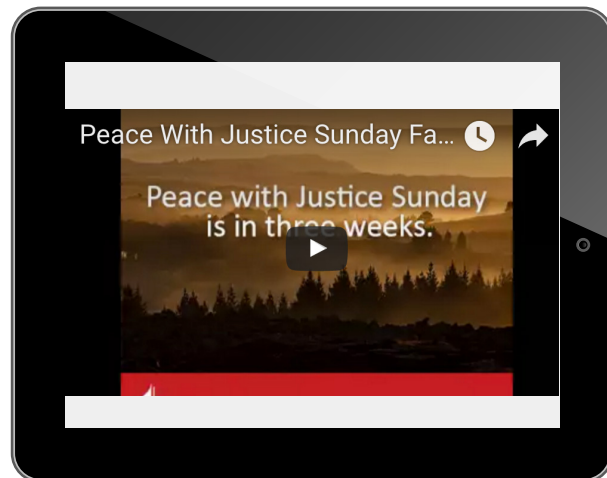 Peace With Justice Sunday Fa...
Peace with Justice Sunday
is in three weeks.